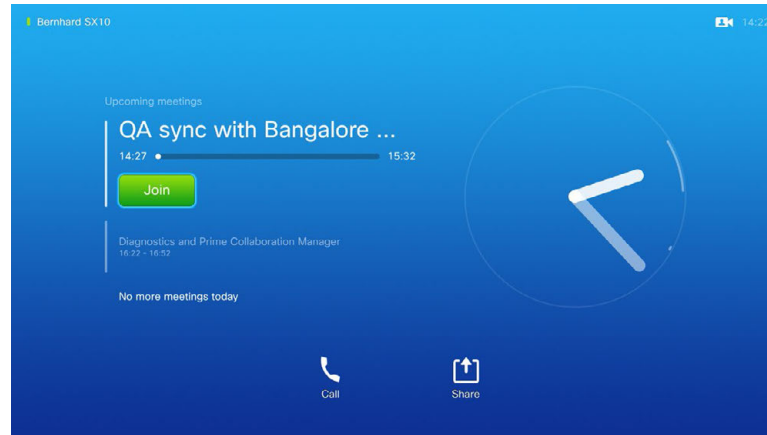 Bernhard SX10
14:22
Upcoming meetings
QA sync with Bangalore ...
14:27 15:32
Join
Diagnostics and Prime Collaboration Manager
16:22 - 16:52
No more meetings today
Call Share